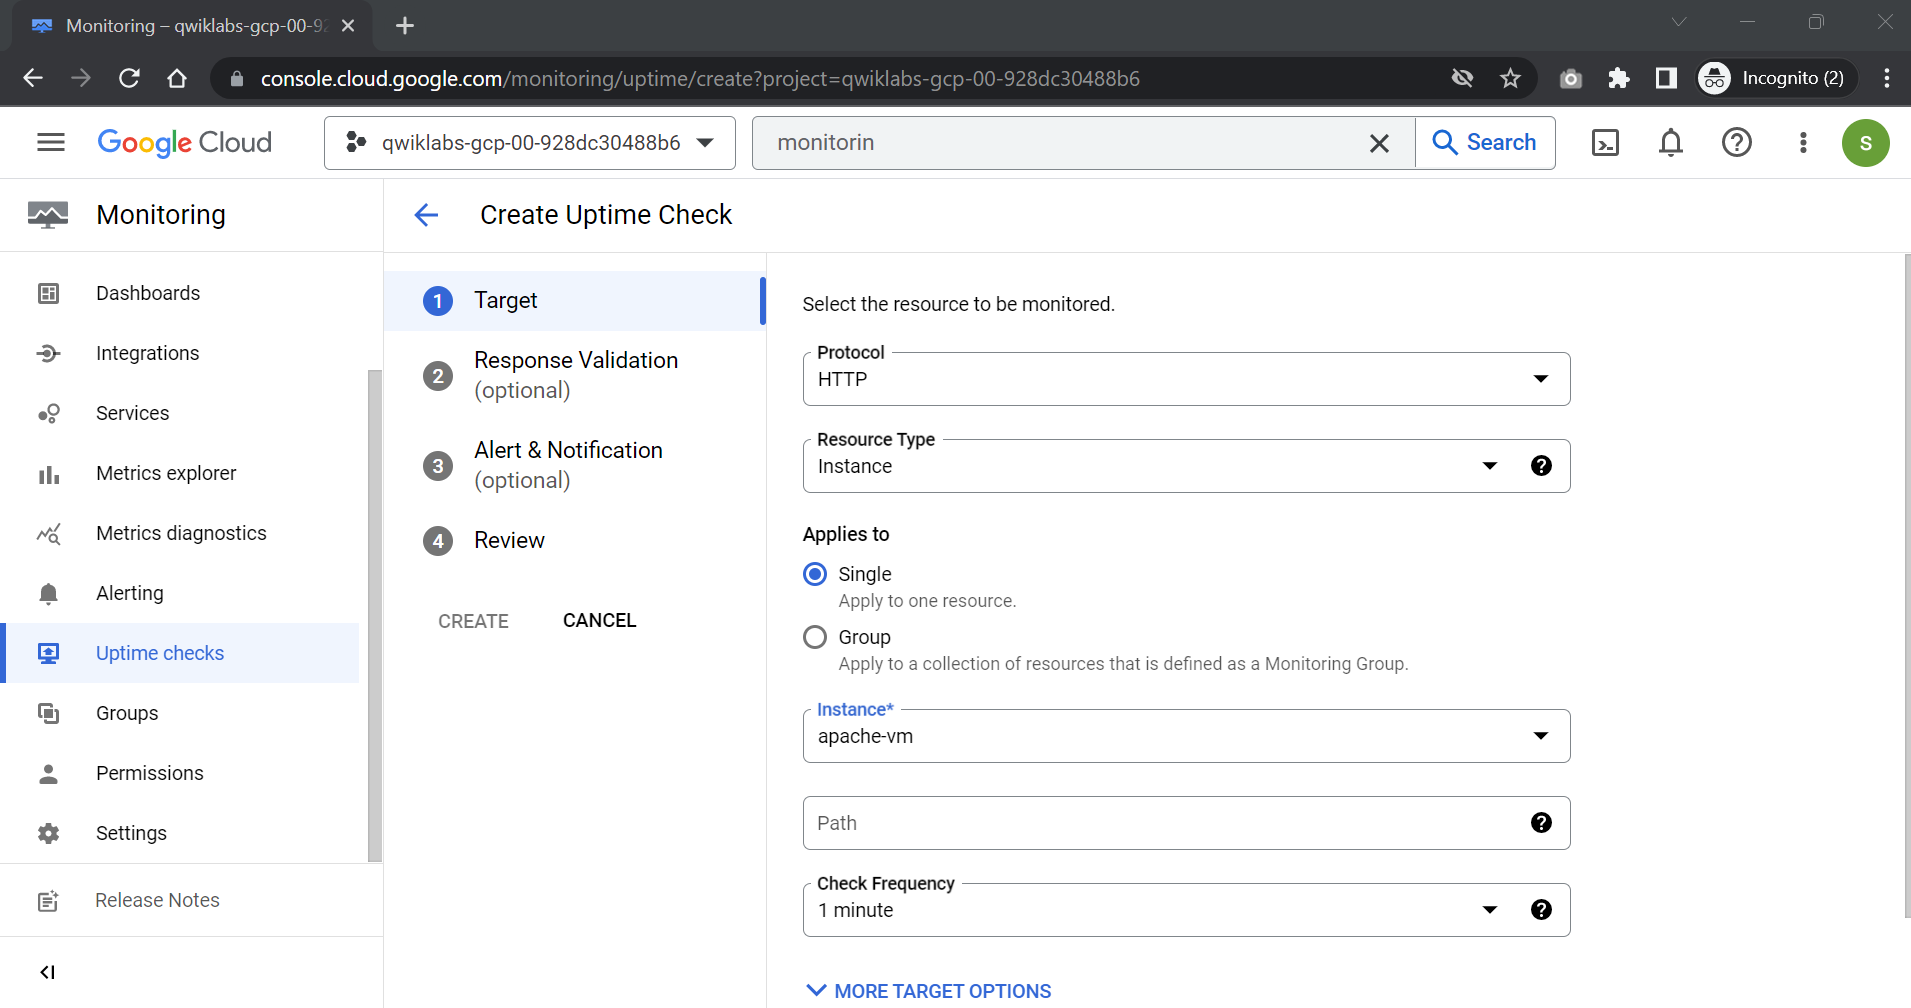 Monitoring – qwiklabs-gcp-00-92
console.cloud.google.com/monitoring/uptime/create?project=qwiklabs-gcp-00-928dc30488b6
Incognito (2)
Google Cloud
qwiklabs-gcp-00-928dc30488b6
monitorin
Search
S
Monitoring
Create Uptime Check
Dashboards
Integrations
Services
Metrics explorer
Metrics diagnostics
Alerting
Uptime checks
Groups
Permissions
Settings
Release Notes
1 Target
2 Response Validation
(optional)
3 Alert & Notification
(optional)
4 Review
CREATE CANCEL
Select the resource to be monitored.
Protocol
HTTP
Resource Type
Instance
Applies to
Single
Apply to one resource.
Group
Apply to a collection of resources that is defined as a Monitoring Group.
Instance*
apache-vm
Path
Check Frequency
1 minute
MORE TARGET OPTIONS